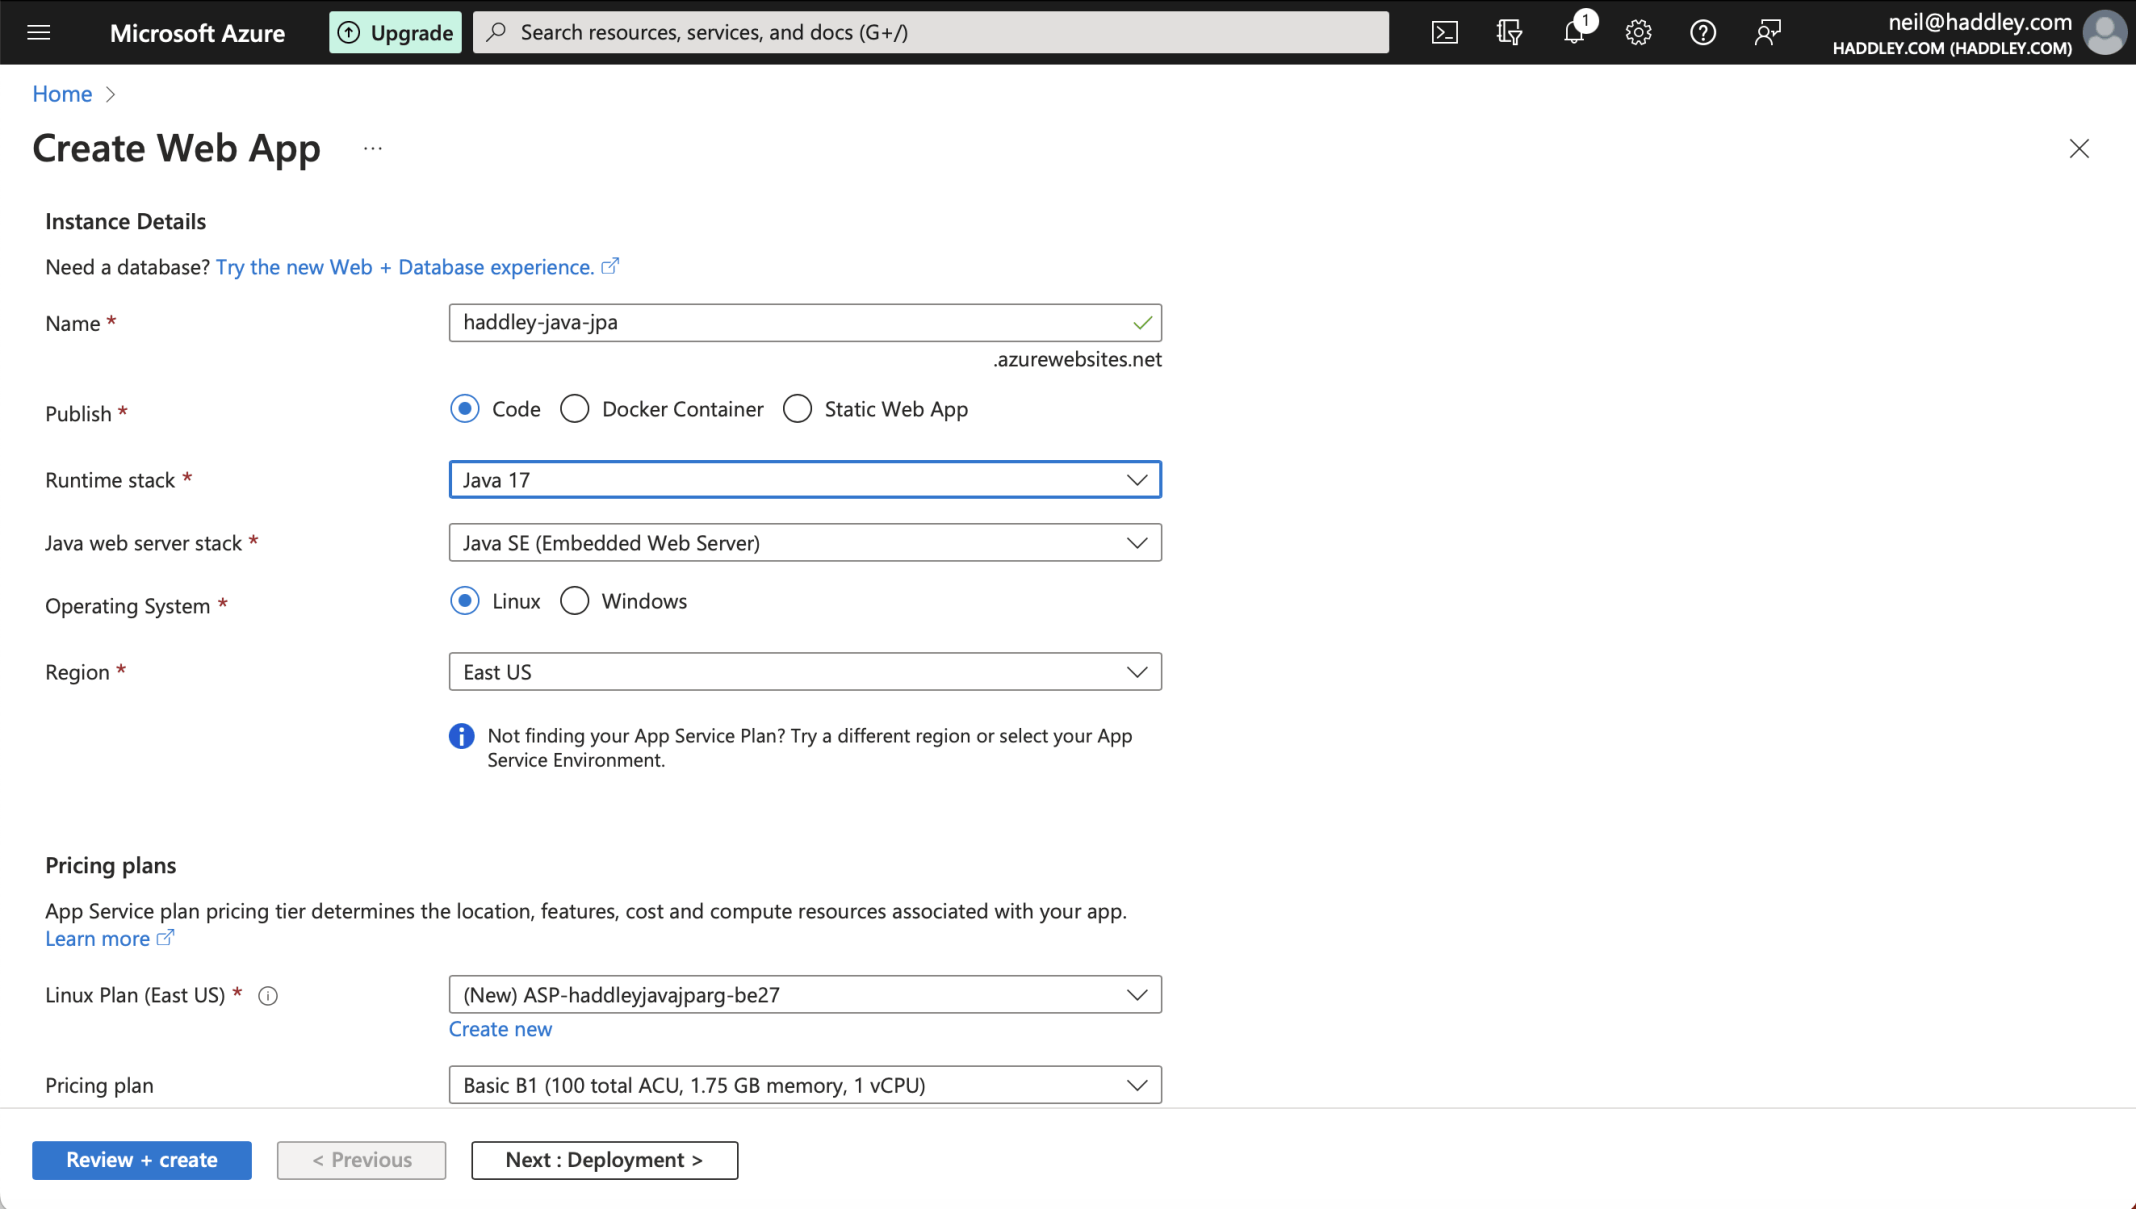 Microsoft Azure
Upgrade
Search resources, services, and docs (G+/)
1
neil@haddley.com
HADDLEY.COM (HADDLEY.COM)
Home >
Create Web App ...
Instance Details
Need a database? Try the new Web + Database experience.
Name *
haddley-java-jpa
.azurewebsites.net
Publish *
Code Docker Container Static Web App
Runtime stack *
Java 17
Java web server stack *
Java SE (Embedded Web Server)
Operating System *
Linux Windows
Region *
East US
Not finding your App Service Plan? Try a different region or select your App
Service Environment.
Pricing plans
App Service plan pricing tier determines the location, features, cost and compute resources associated with your app.
Learn more
Linux Plan (East US) *
(New) ASP-haddleyjavajparg-be27
Create new
Pricing plan
Basic B1 (100 total ACU, 1.75 GB memory, 1 vCPU)
Review + create
< Previous
Next : Deployment >